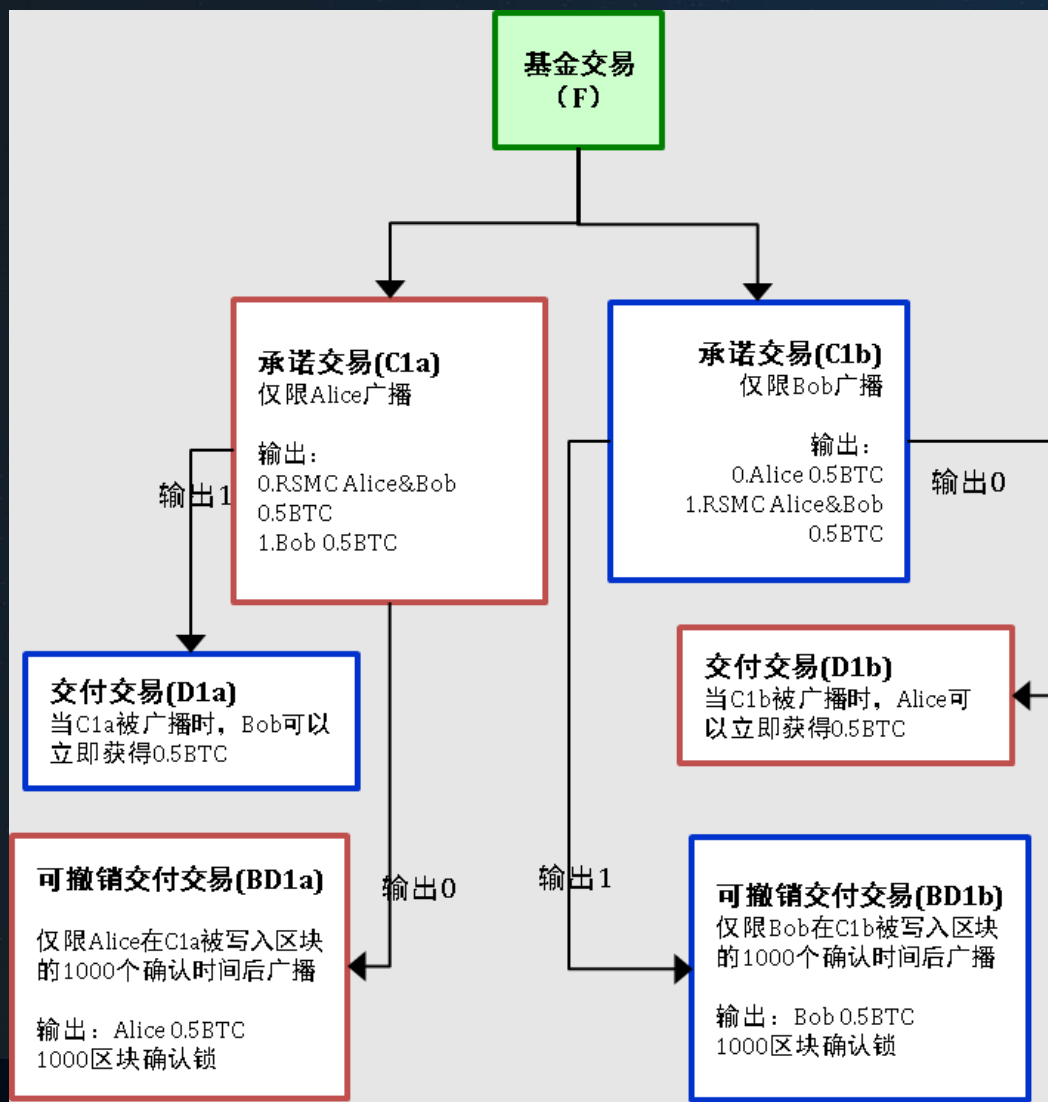 基金交易
（F）
承诺交易(C1a)
仅限Alice广播
输出：
0.RSMC Alice&Bob
0.5BTC
1.Bob 0.5BTC
承诺交易(C1b)
仅限Bob广播
输出：
0.Alice 0.5BTC
1.RSMC Alice&Bob
0.5BTC
输出1
输出0
交付交易(D1a)
当C1a被广播时，Bob可以
立即获得0.5BTC
交付交易(D1b)
当C1b被广播时，Alice可
以立即获得0.5BTC
输出0
输出1
可撤销交付交易(BD1a)
仅限Alice在C1a被写入区块
的1000个确认时间后广播
输出：Alice 0.5BTC
1000区块确认锁
可撤销交付交易(BD1b)
仅限Bob在C1b被写入区块
的1000个确认时间后广播
输出：Bob 0.5BTC
1000区块确认锁